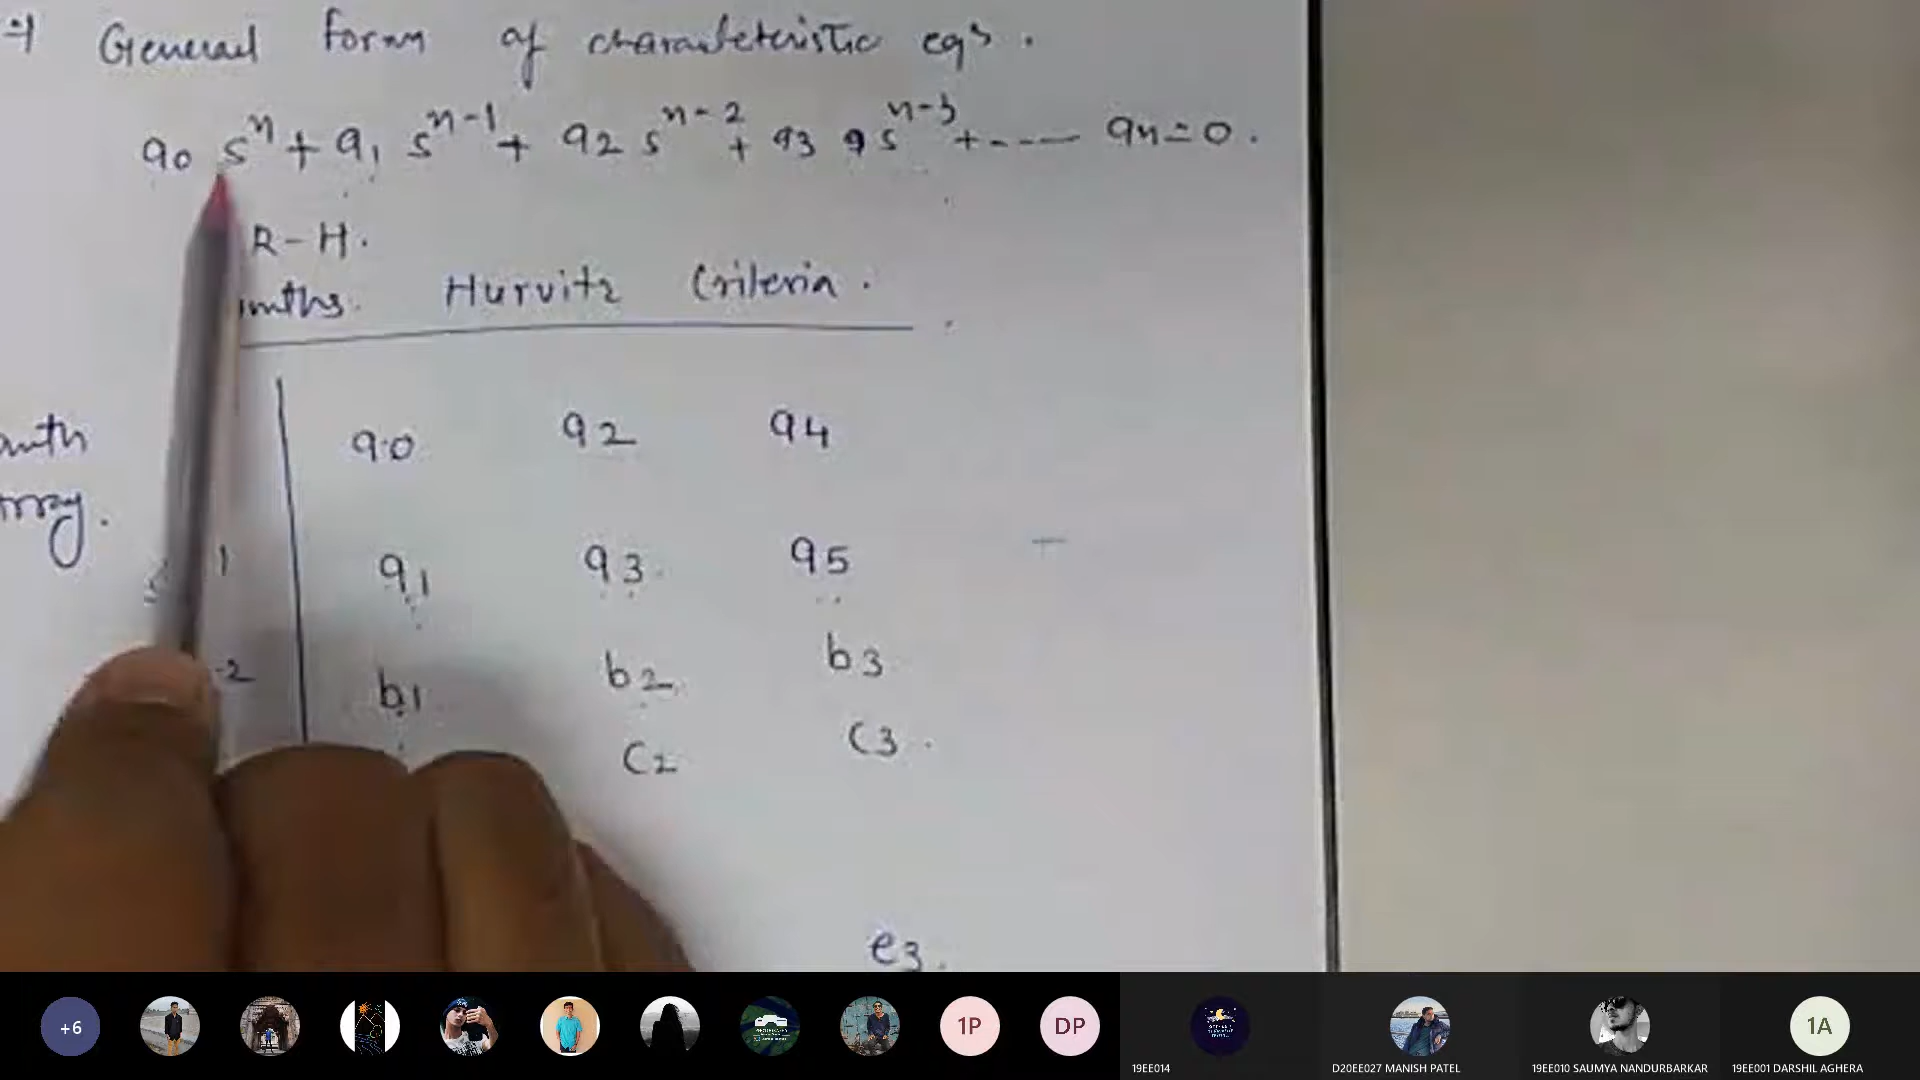 General form of characteteristic eqs.
a0 s^n + a1 s^n-1 + a2 s^n-2 + a3 a s^n-3 + ---- an = 0.
R-H.
Hurvitz Criteria.
a0 a2 a4
a1 a3 a5
-2 b1 b2 b3
C2 C3.
e3.
+6
1P
DP
19EE014
D20EE027 MANISH PATEL
19EE010 SAUMYA NANDURBARKAR
1A
19EE001 DARSHIL AGHERA